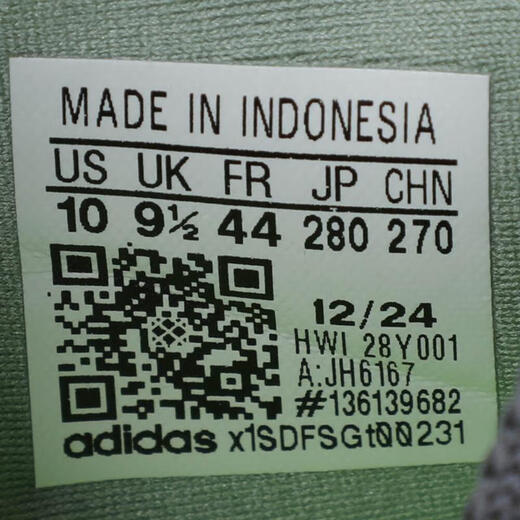 MADE IN INDONESIA
US UK FR JP CHN
10 9½ 44 280 270
12/24
HWI 28Y001
A:JH6167
#136139682
adidas x1SDFSGt00231